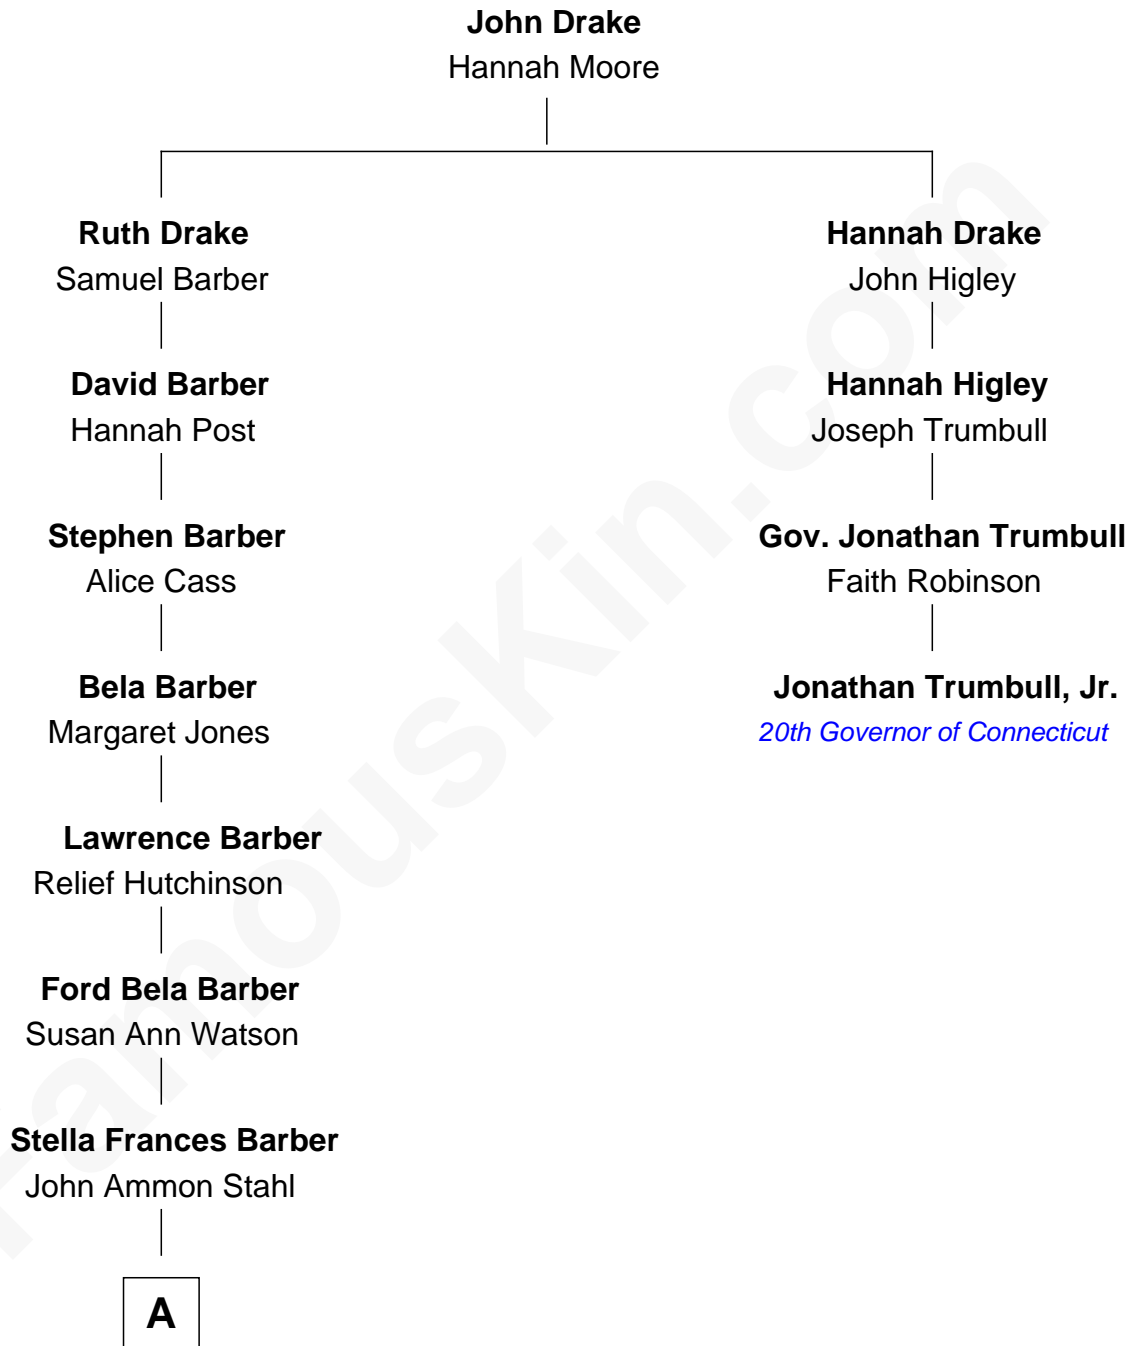 John Drake
Hannah Moore
Ruth Drake
Samuel Barber
Hannah Drake
John Higley
David Barber
Hannah Post
Hannah Higley
Joseph Trumbull
Stephen Barber
Alice Cass
Gov. Jonathan Trumbull
Faith Robinson
Bela Barber
Margaret Jones
Jonathan Trumbull, Jr.
20th Governor of Connecticut
Lawrence Barber
Relief Hutchinson
Ford Bela Barber
Susan Ann Watson
Stella Frances Barber
John Ammon Stahl
A
FamousKin.com